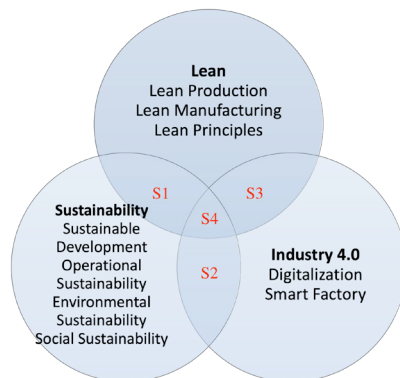 Lean
Lean Production
Lean Manufacturing
Lean Principles
S1
S3
S4
S2
Sustainability
Sustainable
Development
Operational
Sustainability
Environmental
Sustainability
Social Sustainability
Industry 4.0
Digitalization
Smart Factory